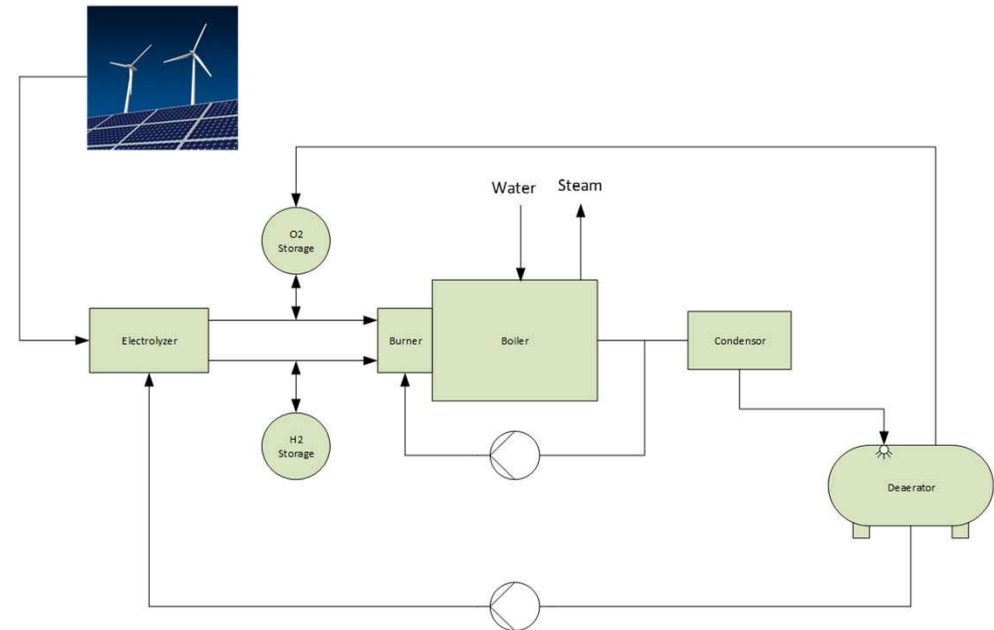 Water
Steam
O2
Storage
Electrolyzer
Burner
Boiler
Condensor
H2
Storage
Deaerator